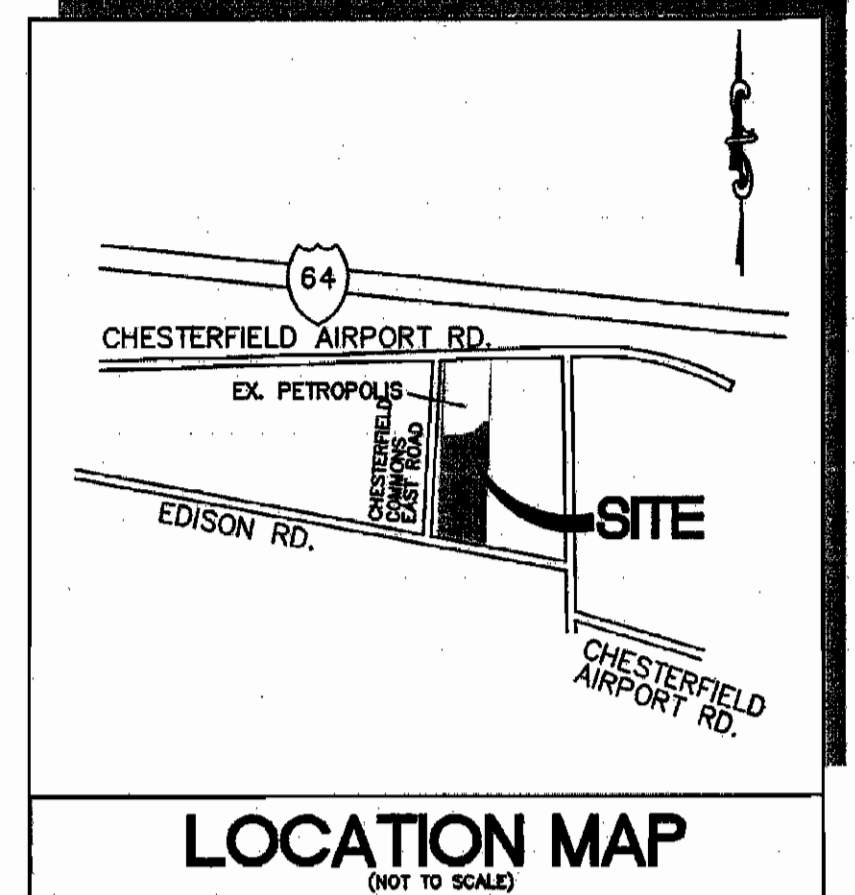 64
CHESTERFIELD AIRPORT RD.
EX. PETROPOLIS
CHESTERFIELD
COMMONS
EAST ROAD
SITE
EDISON RD.
CHESTERFIELD
AIRPORT RD.
LOCATION MAP
(NOT TO SCALE)